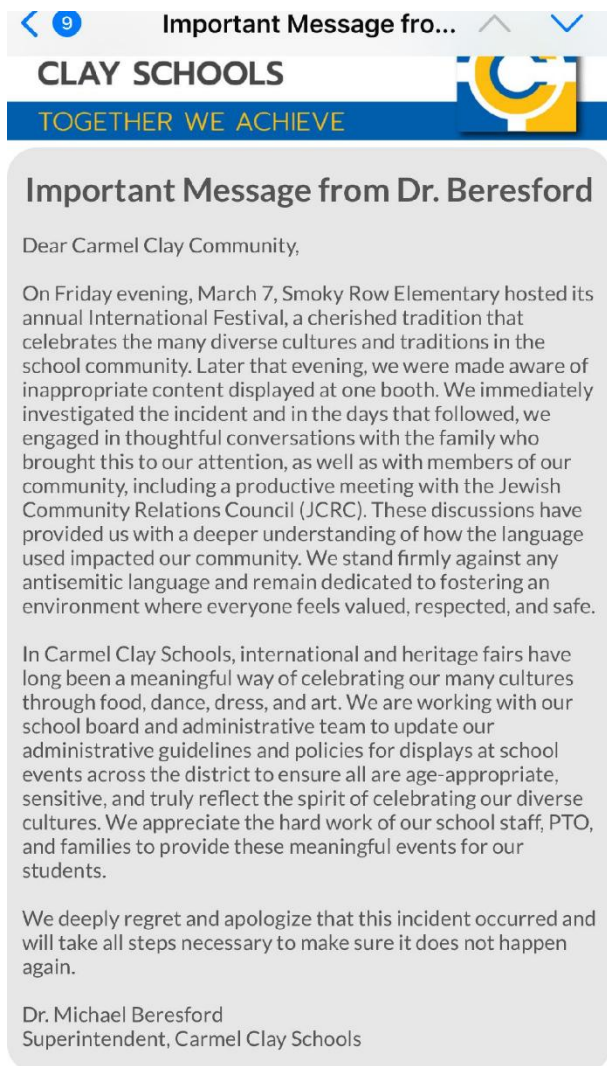 9
Important Message fro...
CLAY SCHOOLS
C
TOGETHER WE ACHIEVE
Important Message from Dr. Beresford
Dear Carmel Clay Community,
On Friday evening, March 7, Smoky Row Elementary hosted its
annual International Festival, a cherished tradition that
celebrates the many diverse cultures and traditions in the
school community. Later that evening, we were made aware of
inappropriate content displayed at one booth. We immediately
investigated the incident and in the days that followed, we
engaged in thoughtful conversations with the family who
brought this to our attention, as well as with members of our
community, including a productive meeting with the Jewish
Community Relations Council (JCRC). These discussions have
provided us with a deeper understanding of how the language
used impacted our community. We stand firmly against any
antisemitic language and remain dedicated to fostering an
environment where everyone feels valued, respected, and safe.
In Carmel Clay Schools, international and heritage fairs have
long been a meaningful way of celebrating our many cultures
through food, dance, dress, and art. We are working with our
school board and administrative team to update our
administrative guidelines and policies for displays at school
events across the district to ensure all are age-appropriate,
sensitive, and truly reflect the spirit of celebrating our diverse
cultures. We appreciate the hard work of our school staff, PTO,
and families to provide these meaningful events for our
students.
We deeply regret and apologize that this incident occurred and
will take all steps necessary to make sure it does not happen
again.
Dr. Michael Beresford
Superintendent, Carmel Clay Schools